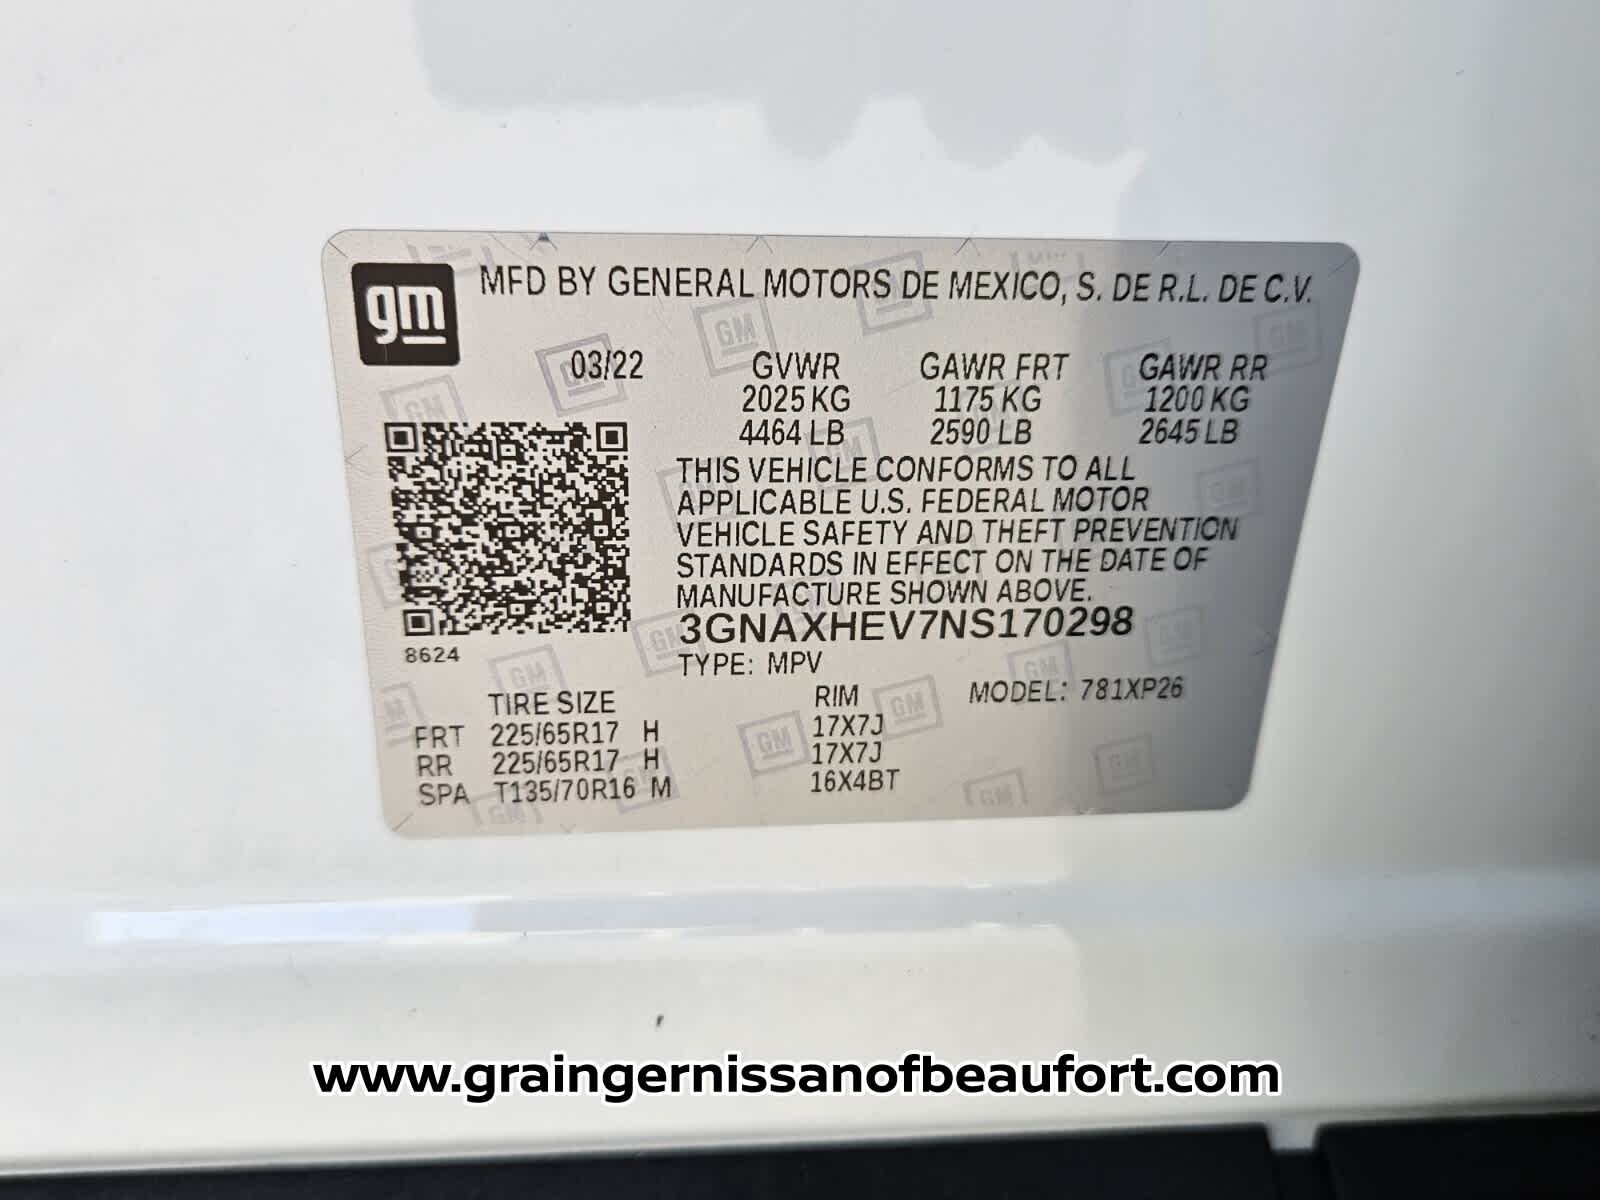 gm
MFD BY GENERAL MOTORS DE MEXICO, S. DE R.L. DE C.V.
03/22 GVWR GAWR FRT GAWR RR
2025 KG 1175 KG 1200 KG
4464 LB 2590 LB 2645 LB
THIS VEHICLE CONFORMS TO ALL
APPLICABLE U.S. FEDERAL MOTOR
VEHICLE SAFETY AND THEFT PREVENTION
STANDARDS IN EFFECT ON THE DATE OF
MANUFACTURE SHOWN ABOVE.
3GNAXHEV7NS170298
8624
TYPE: MPV
TIRE SIZE RIM MODEL: 781XP26
FRT 225/65R17 H 17X7J
RR 225/65R17 H 17X7J
SPA T135/70R16 M 16X4BT
www.graingernissanofbeaufort.com